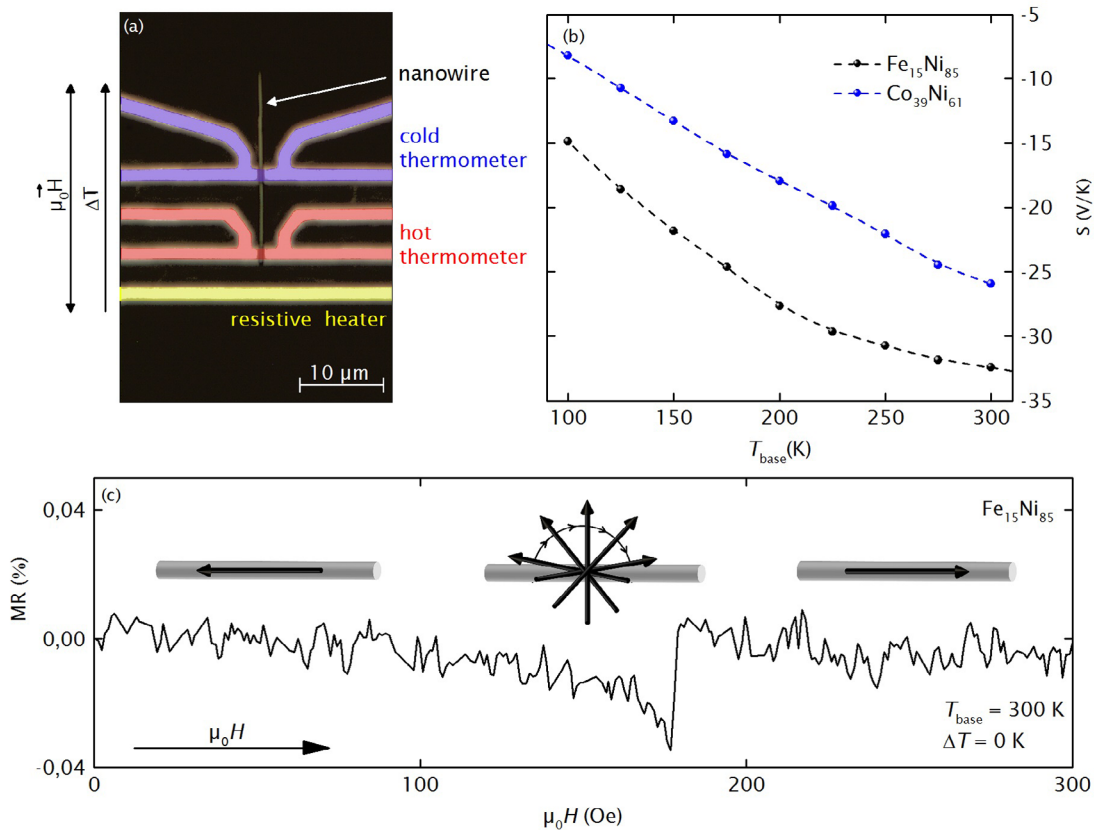 (a)
nanowire
cold
thermometer
μ₀H⃗
ΔT
hot
thermometer
resistive heater
10 μm
(b)
Fe₁₅Ni₈₅
Co₃₉Ni₆₁
-5
-10
-15
-20
-25
-30
-35
S (V/K)
100 150 200 250 300
T_base(K)
(c)
Fe₁₅Ni₈₅
0,04
0,00
-0,04
MR (%)
μ₀H
T_base = 300 K
ΔT = 0 K
0 100 200 300
μ₀H (Oe)